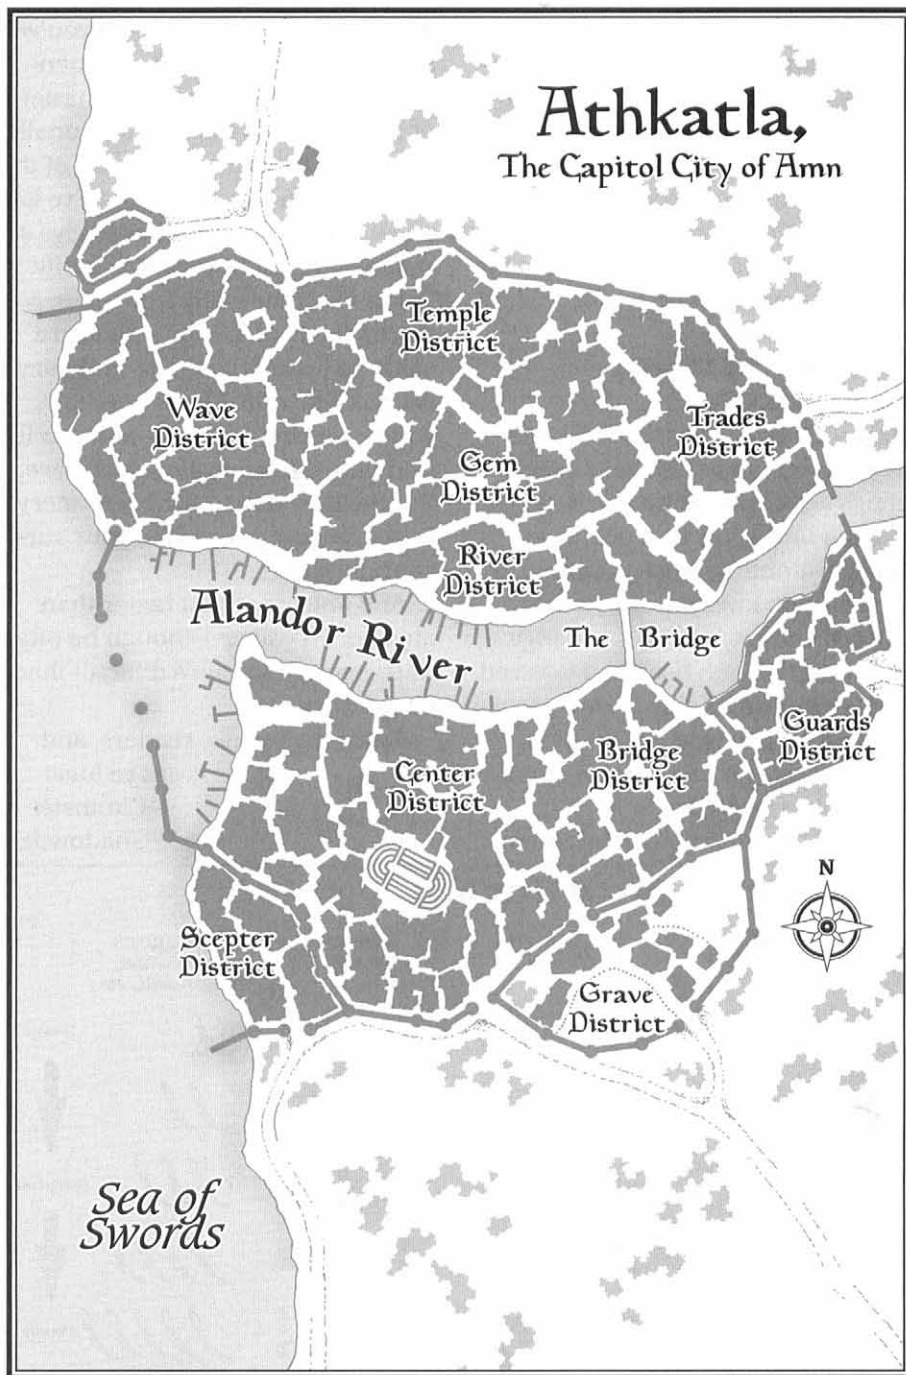 Athkatla,
The Capitol City of Amn
Temple
District
Wave
District
Trades
District
Gem
District
River
District
Alandor River
The Bridge
Guards
District
Bridge
District
Center
District
N
Scepter
District
Grave
District
Sea of
Swords